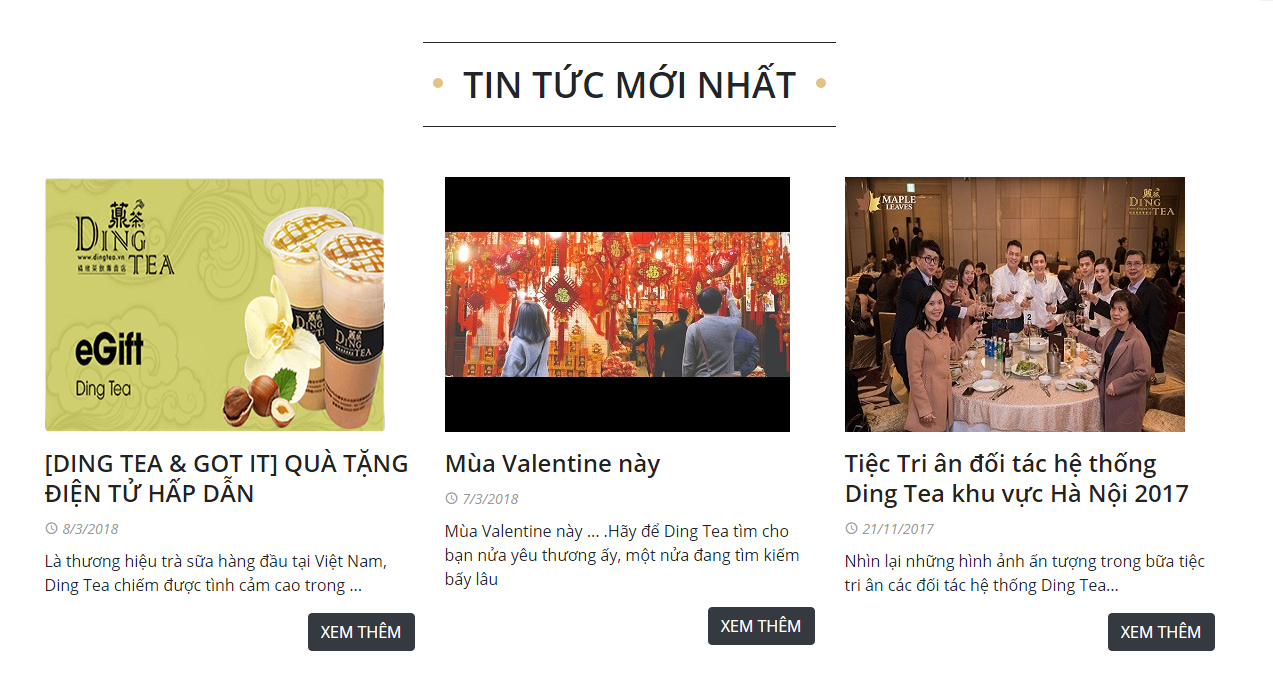 TIN TỨC MỚI NHẤT
DING
TEA
www.dingtea.vn
eGift
Ding Tea
DING
TEA
DING
TEA
MAPLE
LEAVES
DING
TEA
[DING TEA & GOT IT] QUÀ TẶNG
ĐIỆN TỬ HẤP DẪN
8/3/2018
Là thương hiệu trà sữa hàng đầu tại Việt Nam,
Ding Tea chiếm được tình cảm cao trong ...
XEM THÊM
Mùa Valentine này
7/3/2018
Mùa Valentine này ... .Hãy để Ding Tea tìm cho
bạn nửa yêu thương ấy, một nửa đang tìm kiếm
bấy lâu
XEM THÊM
Tiệc Tri ân đối tác hệ thống
Ding Tea khu vực Hà Nội 2017
21/11/2017
Nhìn lại những hình ảnh ấn tượng trong bữa tiệc
tri ân các đối tác hệ thống Ding Tea...
XEM THÊM